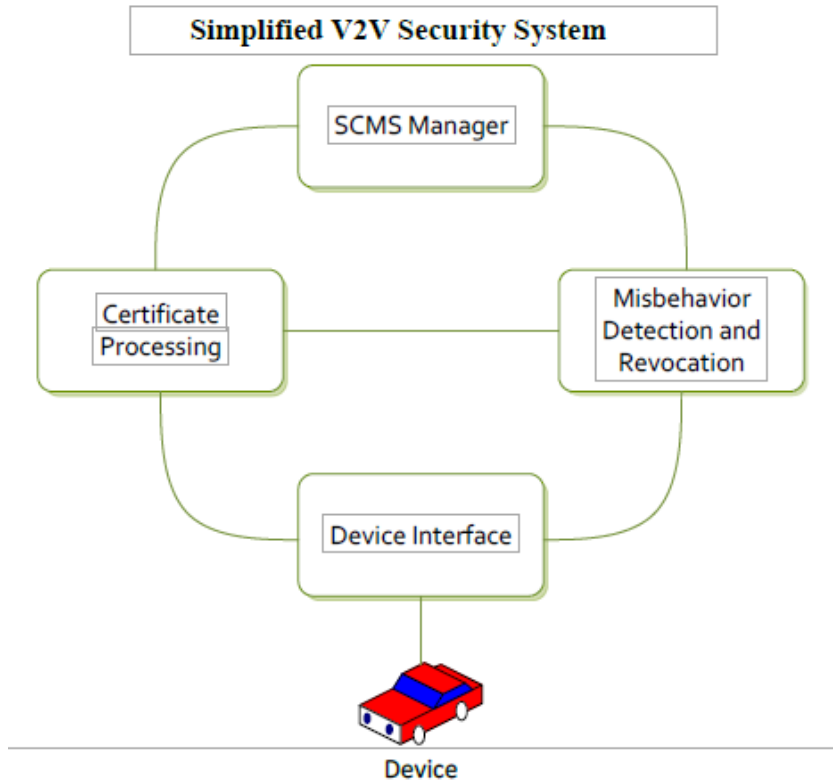 Simplified V2V Security System
SCMS Manager
Certificate
Processing
Misbehavior
Detection and
Revocation
Device Interface
Device